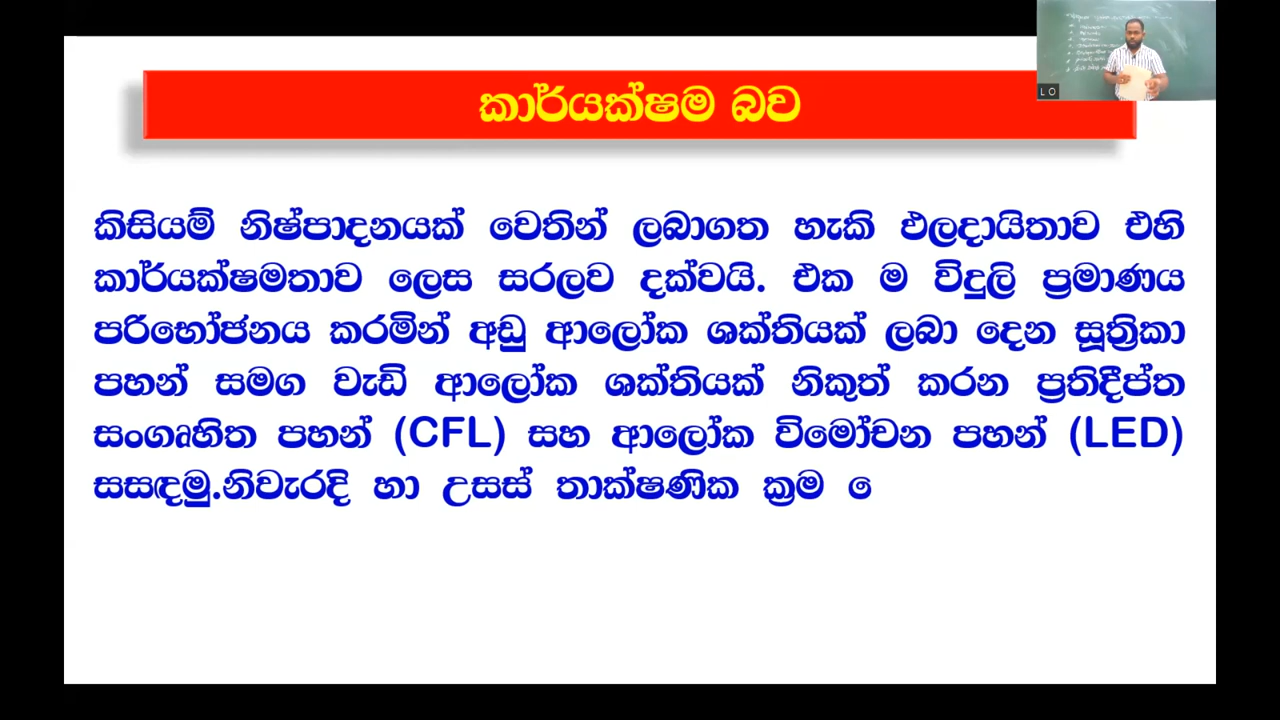 කාර්යක්ෂම බව
L O
කිසියම් නිෂ්පාදනයක් වෙතින් ලබාගත හැකි ඵලදායිතාව එහි
කාර්යක්ෂමතාව ලෙස සරලව දක්වයි. එක ම විදුලි ප්‍රමාණය
පරිභෝජනය කරමින් අඩු ආලෝක ශක්තියක් ලබා දෙන සූත්‍රිකා
පහන් සමග වැඩි ආලෝක ශක්තියක් නිකුත් කරන ප්‍රතිදීප්ත
සංගෘහිත පහන් (CFL) සහ ආලෝක විමෝචන පහන් (LED)
සසඳමු.නිවැරදි හා උසස් තාක්ෂණික ක්‍රම ෙ